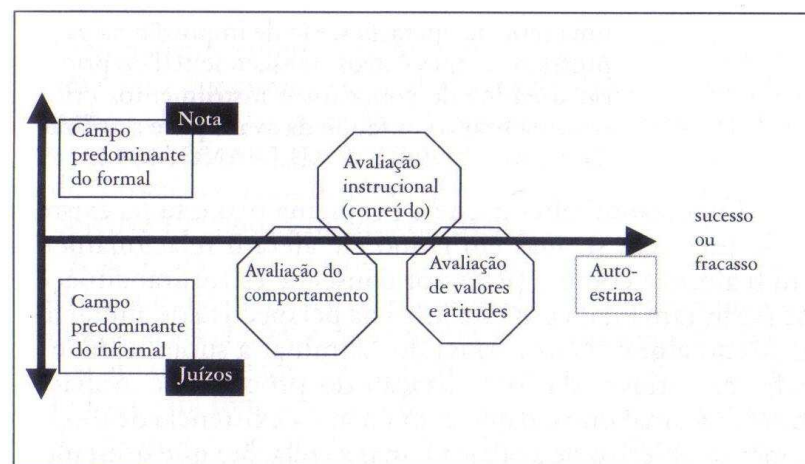 Nota
Campo
predominante
do formal
Avaliação
instrucional
(conteúdo)
sucesso
ou
fracasso
Avaliação do
comportamento
Avaliação
de valores
e atitudes
Auto-
estima
Campo
predominante
do informal
Juízos